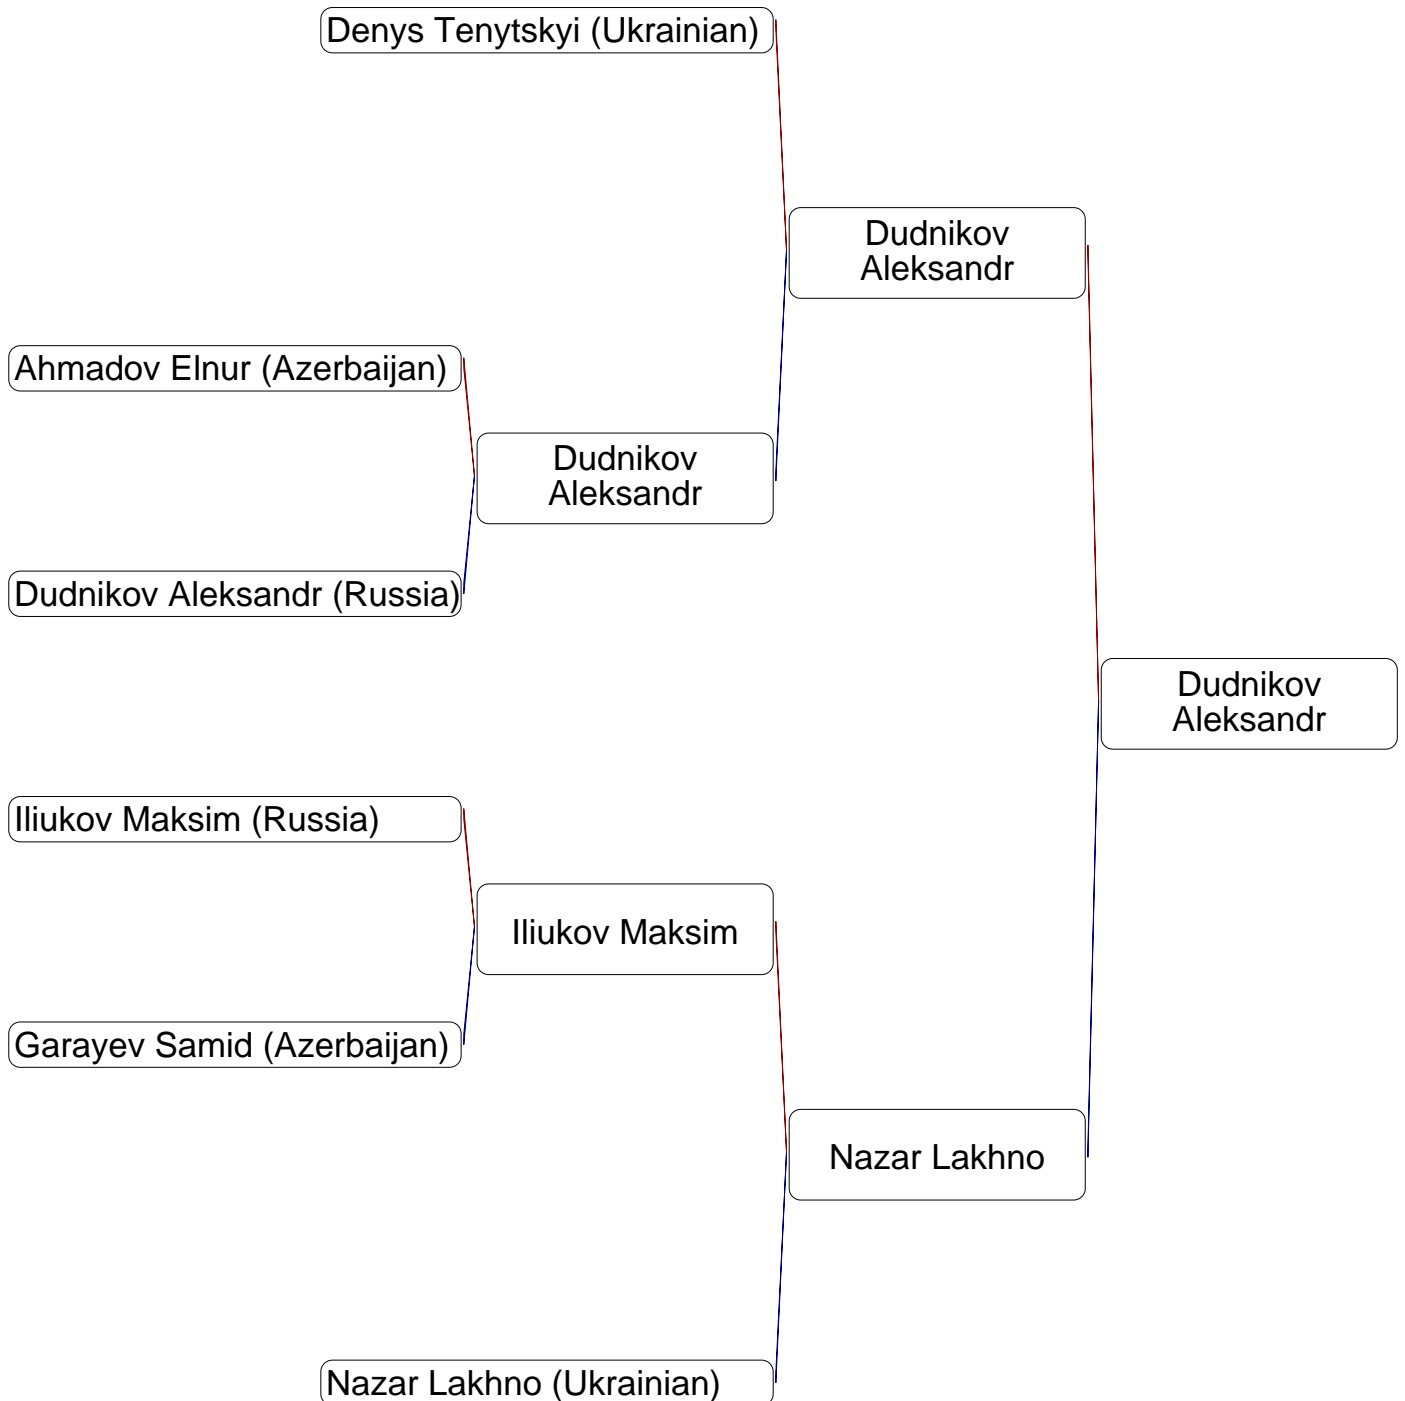 Denys Tenytskyi (Ukrainian)
Dudnikov
Aleksandr
Ahmadov Elnur (Azerbaijan)
Dudnikov
Aleksandr
Dudnikov Aleksandr (Russia)
Dudnikov
Aleksandr
Iliukov Maksim (Russia)
Iliukov Maksim
Garayev Samid (Azerbaijan)
Nazar Lakhno
Nazar Lakhno (Ukrainian)